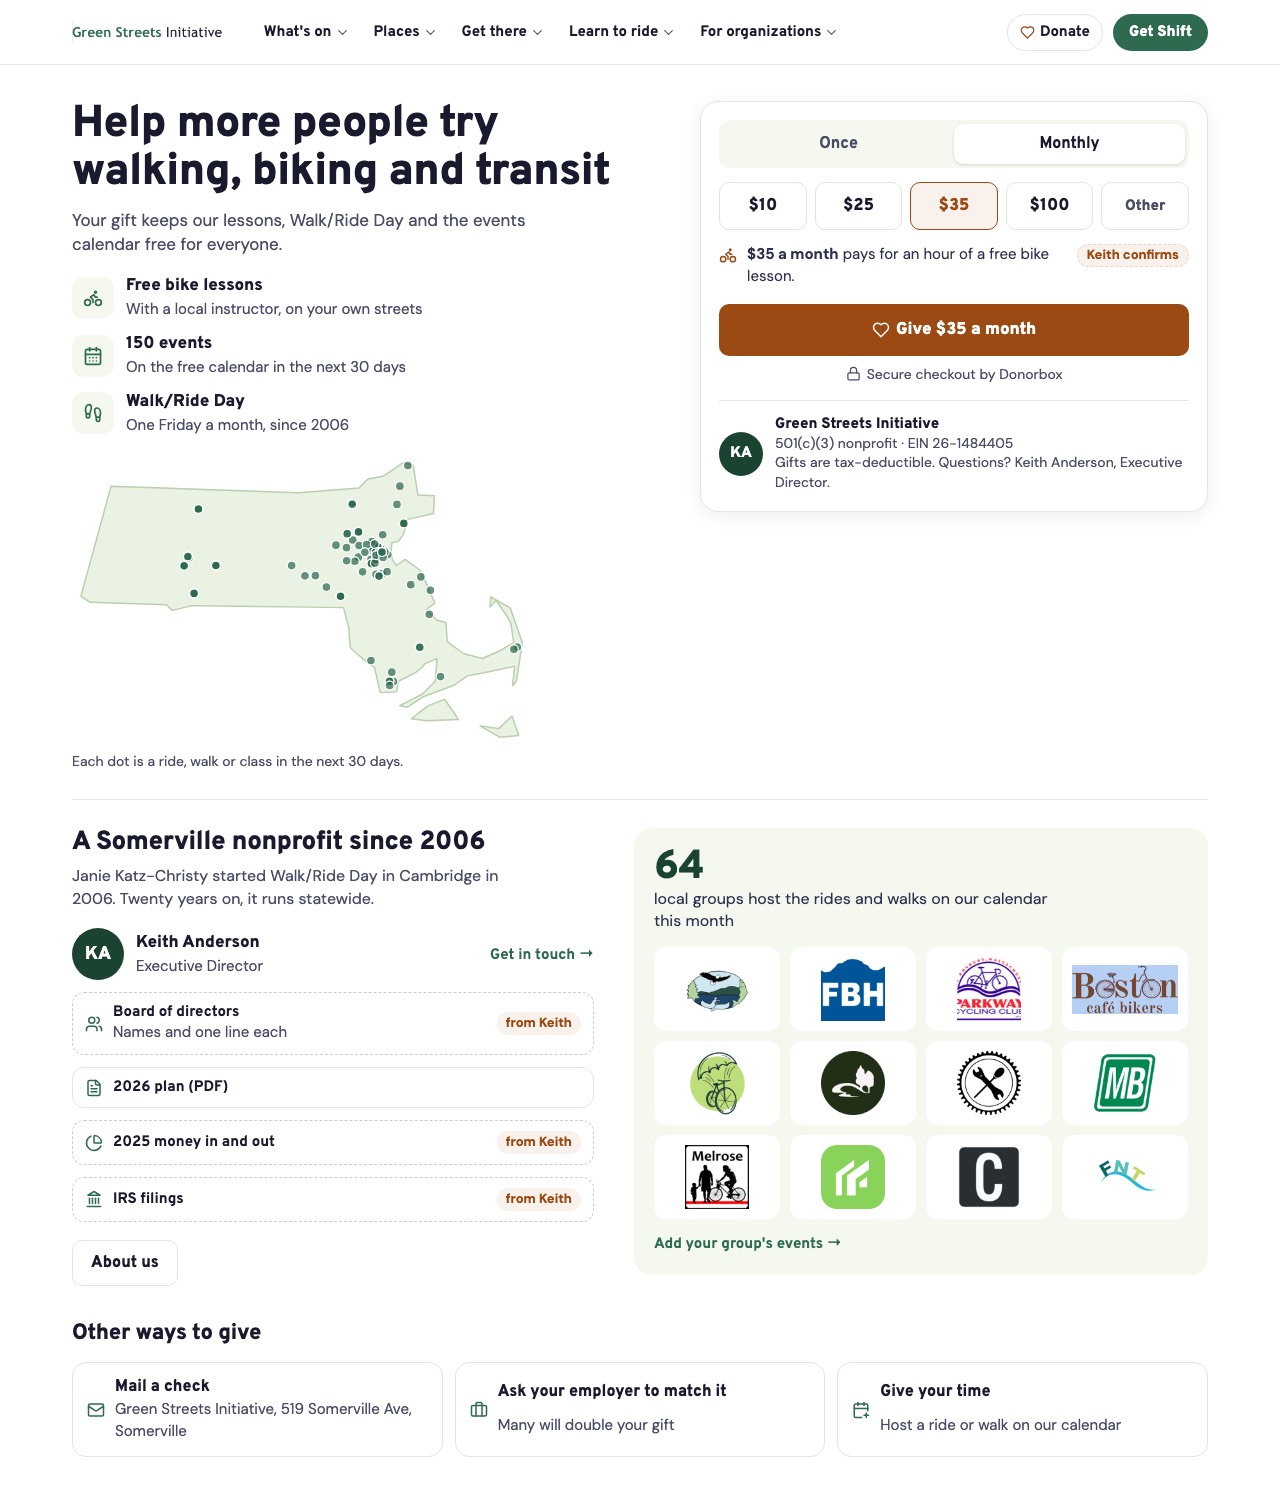 Green Streets Initiative
What's on
Places
Get there
Learn to ride
For organizations
Donate
Get Shift
Help more people try
walking, biking and transit
Your gift keeps our lessons, Walk/Ride Day and the events
calendar free for everyone.
Free bike lessons
With a local instructor, on your own streets
150 events
On the free calendar in the next 30 days
Walk/Ride Day
One Friday a month, since 2006
Each dot is a ride, walk or class in the next 30 days.
Once
Monthly
$10
$25
$35
$100
Other
$35 a month pays for an hour of a free bike
lesson.
Keith confirms
Give $35 a month
Secure checkout by Donorbox
KA
Green Streets Initiative
501(c)(3) nonprofit · EIN 26-1484405
Gifts are tax-deductible. Questions? Keith Anderson, Executive
Director.
A Somerville nonprofit since 2006
Janie Katz-Christy started Walk/Ride Day in Cambridge in
2006. Twenty years on, it runs statewide.
KA
Keith Anderson
Executive Director
Get in touch →
Board of directors
Names and one line each
from Keith
2026 plan (PDF)
2025 money in and out
from Keith
IRS filings
from Keith
About us
64
local groups host the rides and walks on our calendar
this month
FBH
PARKWAY
CYCLING CLUB
Boston
café bikers
MB
Melrose
C
FNT
Add your group's events →
Other ways to give
Mail a check
Green Streets Initiative, 519 Somerville Ave,
Somerville
Ask your employer to match it
Many will double your gift
Give your time
Host a ride or walk on our calendar